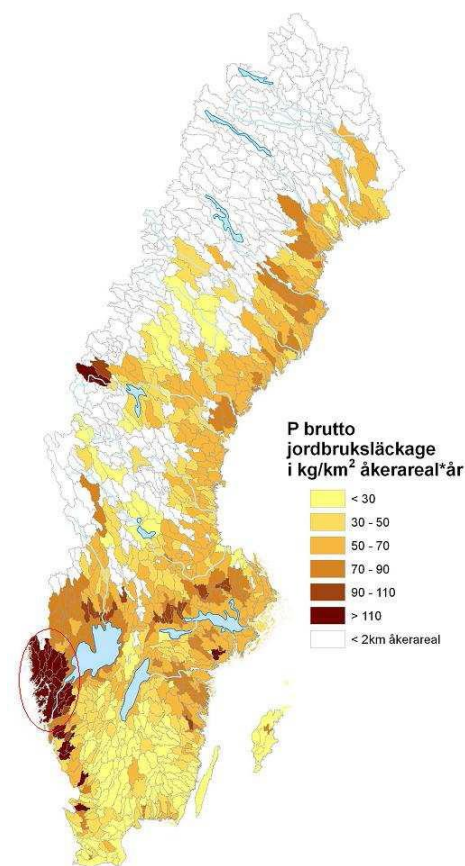 P brutto
jordbruksläckage
i kg/km² åkerareal*år
< 30
30 - 50
50 - 70
70 - 90
90 - 110
> 110
< 2km åkerareal